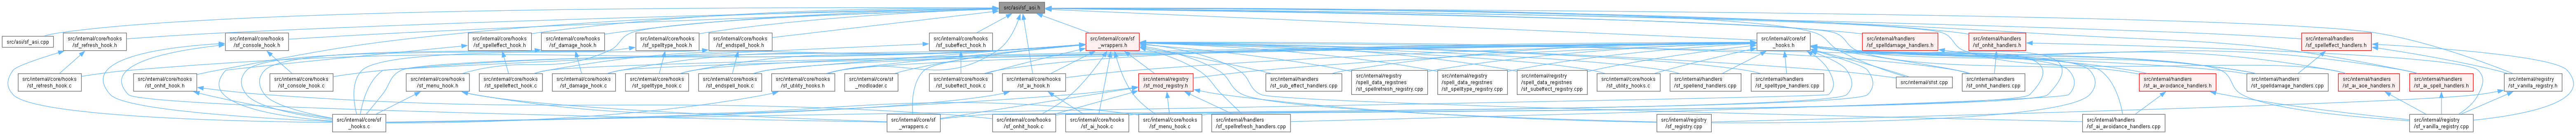 src/asi/sf_asi.h
src/asi/sf_asi.cpp
src/internal/core/hooks
/sf_refresh_hook.h
src/internal/core/hooks
/sf_console_hook.h
src/internal/core/hooks
/sf_spelleffect_hook.h
src/internal/core/hooks
/sf_damage_hook.h
src/internal/core/hooks
/sf_spelltype_hook.h
src/internal/core/hooks
/sf_endspell_hook.h
src/internal/core/hooks
/sf_subeffect_hook.h
src/internal/core/sf
_wrappers.h
src/internal/core/sf
_hooks.h
src/internal/handlers
/sf_spelldamage_handlers.h
src/internal/handlers
/sf_onhit_handlers.h
src/internal/handlers
/sf_spelleffect_handlers.h
src/internal/core/hooks
/sf_refresh_hook.c
src/internal/core/hooks
/sf_onhit_hook.h
src/internal/core/hooks
/sf_console_hook.c
src/internal/core/hooks
/sf_menu_hook.h
src/internal/core/hooks
/sf_spelleffect_hook.c
src/internal/core/hooks
/sf_damage_hook.c
src/internal/core/hooks
/sf_spelltype_hook.c
src/internal/core/hooks
/sf_endspell_hook.c
src/internal/core/hooks
/sf_utility_hooks.h
src/internal/core/sf
_modloader.c
src/internal/core/hooks
/sf_subeffect_hook.c
src/internal/core/hooks
/sf_ai_hook.h
src/internal/registry
/sf_mod_registry.h
src/internal/handlers
/sf_sub_effect_handlers.cpp
src/internal/registry
/spell_data_registries
/sf_spellrefresh_registry.cpp
src/internal/registry
/spell_data_registries
/sf_spelltype_registry.cpp
src/internal/registry
/spell_data_registries
/sf_subeffect_registry.cpp
src/internal/core/hooks
/sf_utility_hooks.c
src/internal/handlers
/sf_spellend_handlers.cpp
src/internal/handlers
/sf_spelltype_handlers.cpp
src/internal/sfsf.cpp
src/internal/handlers
/sf_onhit_handlers.cpp
src/internal/handlers
/sf_ai_avoidance_handlers.h
src/internal/handlers
/sf_spelldamage_handlers.cpp
src/internal/handlers
/sf_ai_aoe_handlers.h
src/internal/handlers
/sf_ai_spell_handlers.h
src/internal/registry
/sf_vanilla_registry.h
src/internal/core/sf
_hooks.c
src/internal/core/sf
_wrappers.c
src/internal/core/hooks
/sf_onhit_hook.c
src/internal/core/hooks
/sf_ai_hook.c
src/internal/core/hooks
/sf_menu_hook.c
src/internal/handlers
/sf_spellrefresh_handlers.cpp
src/internal/registry
/sf_registry.cpp
src/internal/handlers
/sf_ai_avoidance_handlers.cpp
src/internal/registry
/sf_vanilla_registry.cpp